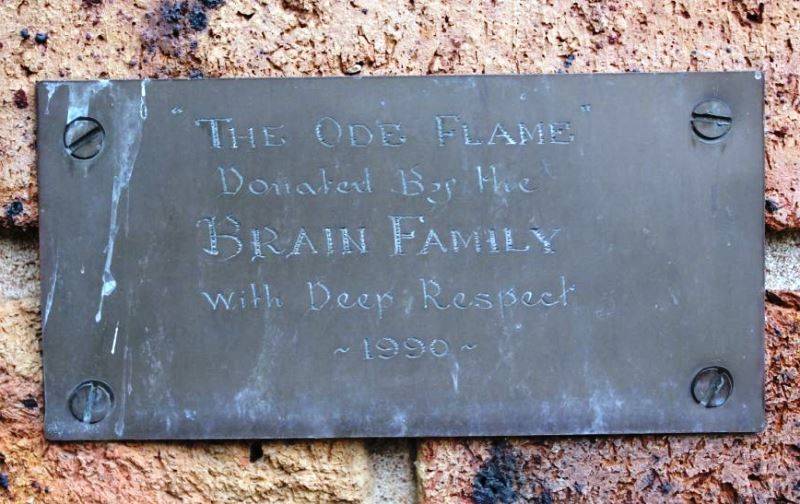 "The Ode Flame"
Donated By the
Brain Family
with Deep Respect
~1990~